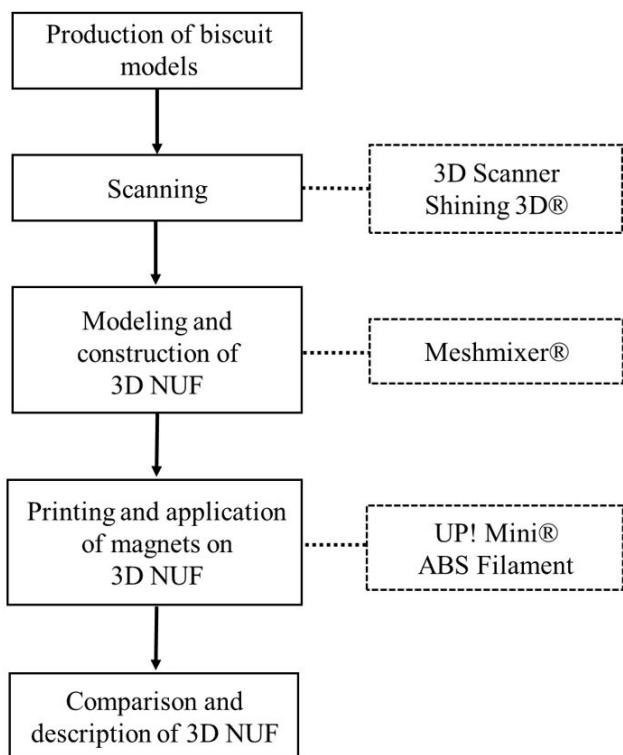 Production of biscuit
models
Scanning
3D Scanner
Shining 3D®
Modeling and
construction of
3D NUF
Meshmixer®
Printing and application
of magnets on
3D NUF
UP! Mini®
ABS Filament
Comparison and
description of 3D NUF